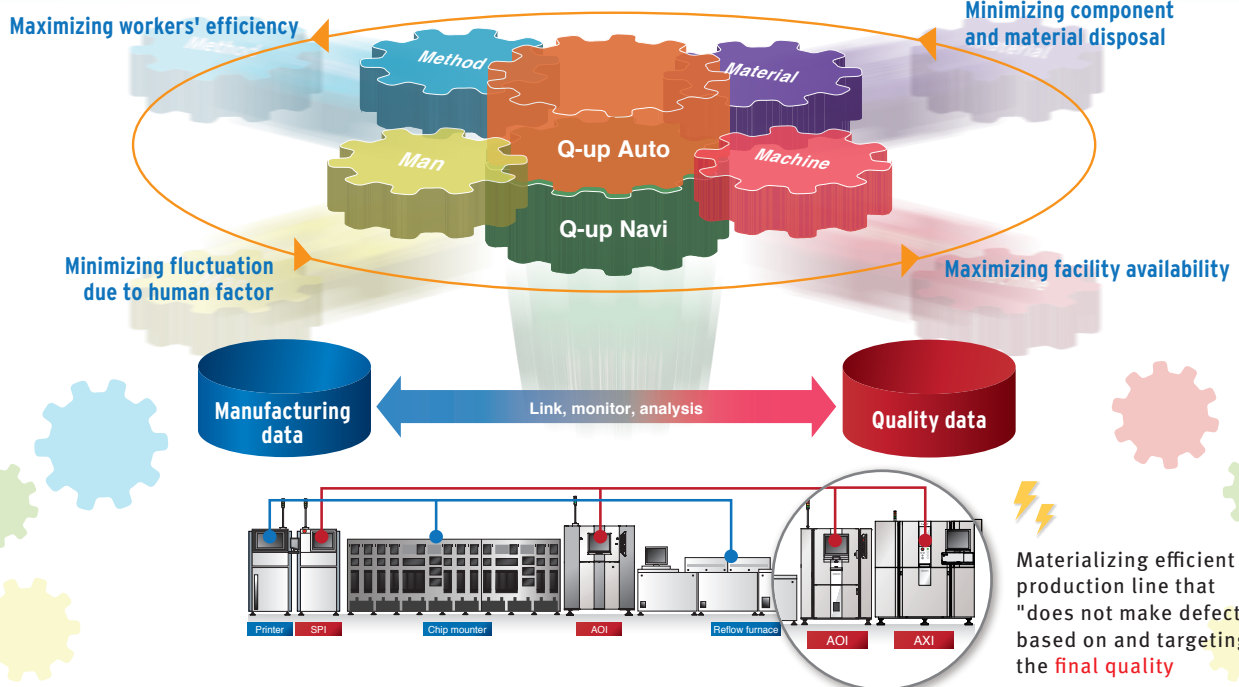 Maximizing workers' efficiency
Minimizing component
and material disposal
Method
Material
Man
Q-up Auto
Machine
Q-up Navi
Minimizing fluctuation
due to human factor
Maximizing facility availability
Manufacturing
data
Link, monitor, analysis
Quality data
Printer
SPI
Chip mounter
AOI
Reflow furnace
AOI
AXI
Materializing efficient
production line that
"does not make defect
based on and targeting
the final quality